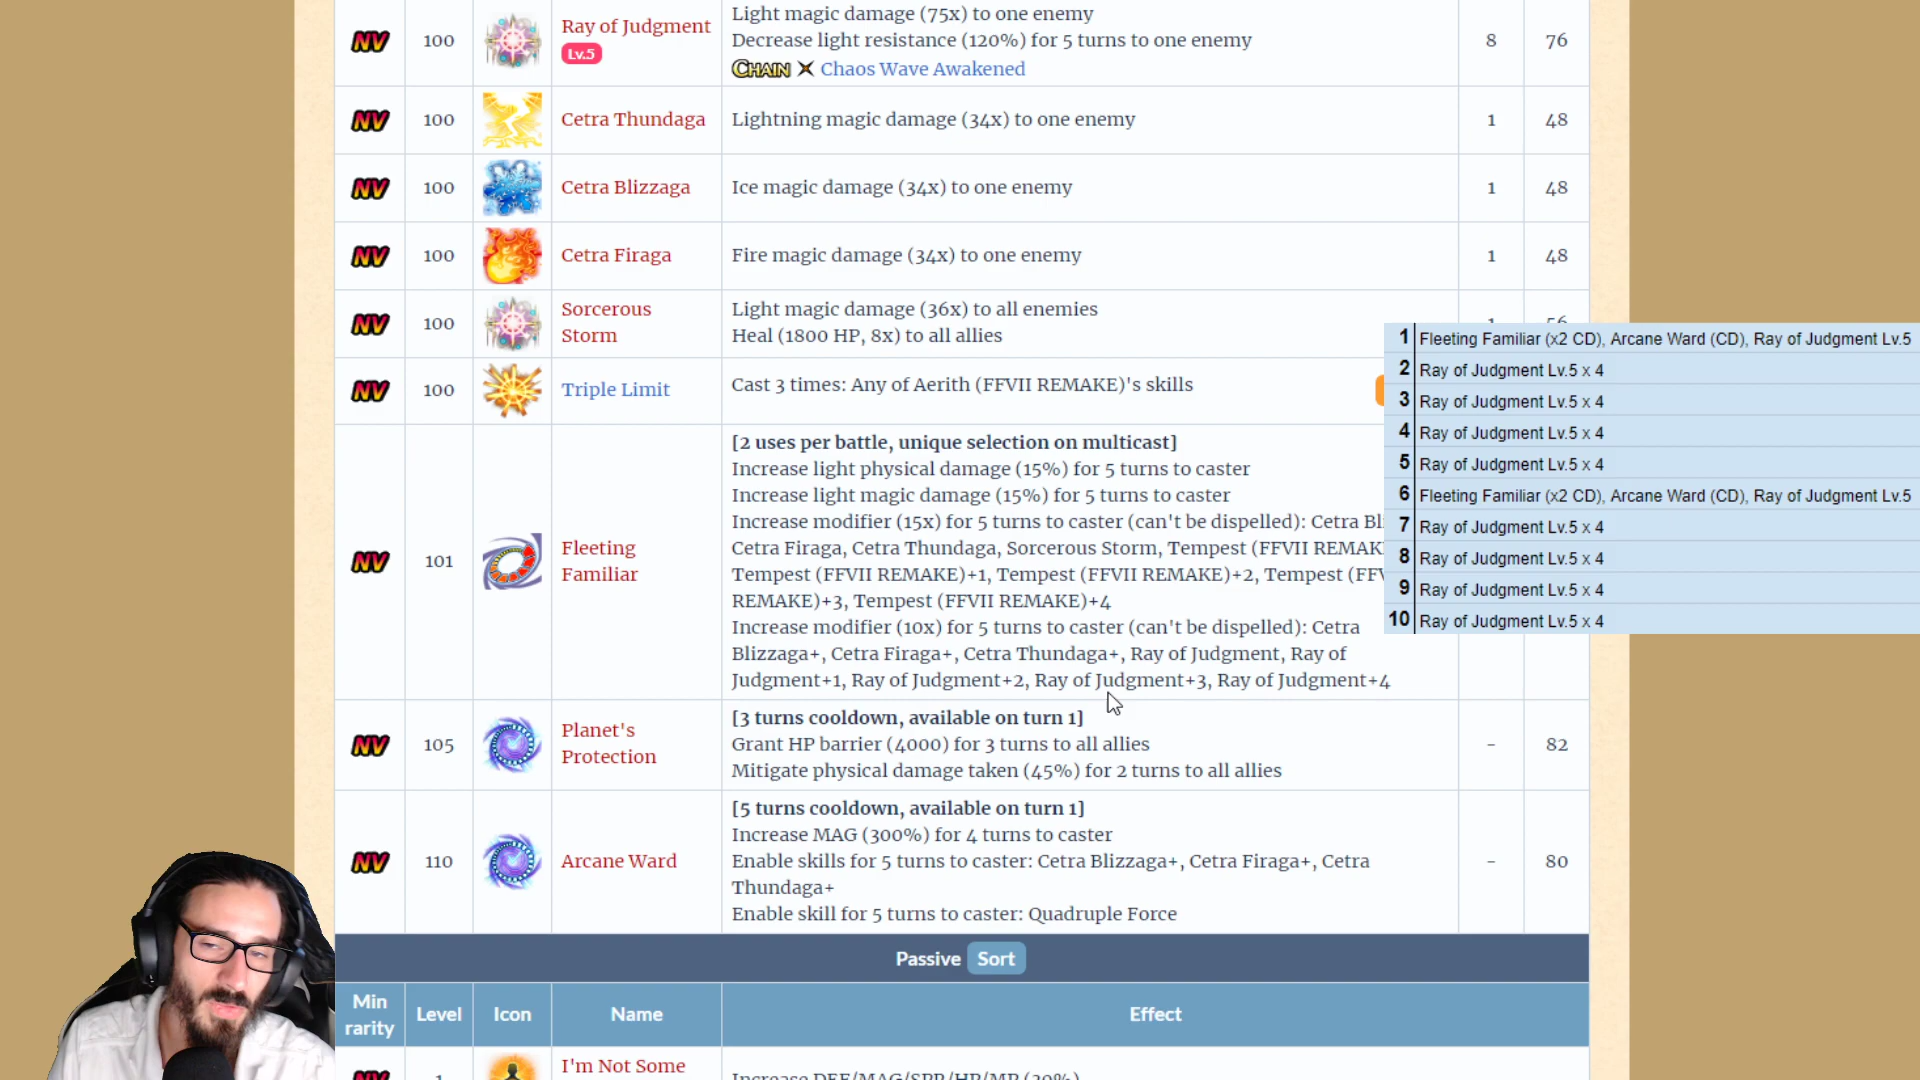 Light magic damage (75x) to one enemy
NV 100 Ray of Judgment Decrease light resistance (120%) for 5 turns to one enemy 8 76
Lv.5 CHAIN Chaos Wave Awakened
NV 100 Cetra Thundaga Lightning magic damage (34x) to one enemy 1 48
NV 100 Cetra Blizzaga Ice magic damage (34x) to one enemy 1 48
NV 100 Cetra Firaga Fire magic damage (34x) to one enemy 1 48
NV 100 Sorcerous Storm Light magic damage (36x) to all enemies
Heal (1800 HP, 8x) to all allies
NV 100 Triple Limit Cast 3 times: Any of Aerith (FFVII REMAKE)'s skills
NV 101 Fleeting Familiar
[2 uses per battle, unique selection on multicast]
Increase light physical damage (15%) for 5 turns to caster
Increase light magic damage (15%) for 5 turns to caster
Increase modifier (15x) for 5 turns to caster (can't be dispelled): Cetra
Cetra Firaga, Cetra Thundaga, Sorcerous Storm, Tempest (FFVII
Tempest (FFVII REMAKE)+1, Tempest (FFVII REMAKE)+2, Tempest
REMAKE)+3, Tempest (FFVII REMAKE)+4
Increase modifier (10x) for 5 turns to caster (can't be dispelled): Cetra
Blizzaga+, Cetra Firaga+, Cetra Thundaga+, Ray of Judgment, Ray of
Judgment+1, Ray of Judgment+2, Ray of Judgment+3, Ray of Judgment+4
NV 105 Planet's Protection
[3 turns cooldown, available on turn 1]
Grant HP barrier (4000) for 3 turns to all allies - 82
Mitigate physical damage taken (45%) for 2 turns to all allies
NV 110 Arcane Ward
[5 turns cooldown, available on turn 1]
Increase MAG (300%) for 4 turns to caster
Enable skills for 5 turns to caster: Cetra Blizzaga+, Cetra Firaga+, Cetra - 80
Thundaga+
Enable skill for 5 turns to caster: Quadruple Force
Passive Sort
Min rarity Level Icon Name Effect
I'm Not Some
1 Fleeting Familiar (x2 CD), Arcane Ward (CD), Ray of Judgment Lv.5
2 Ray of Judgment Lv.5 x 4
3 Ray of Judgment Lv.5 x 4
4 Ray of Judgment Lv.5 x 4
5 Ray of Judgment Lv.5 x 4
6 Fleeting Familiar (x2 CD), Arcane Ward (CD), Ray of Judgment Lv.5
7 Ray of Judgment Lv.5 x 4
8 Ray of Judgment Lv.5 x 4
9 Ray of Judgment Lv.5 x 4
10 Ray of Judgment Lv.5 x 4